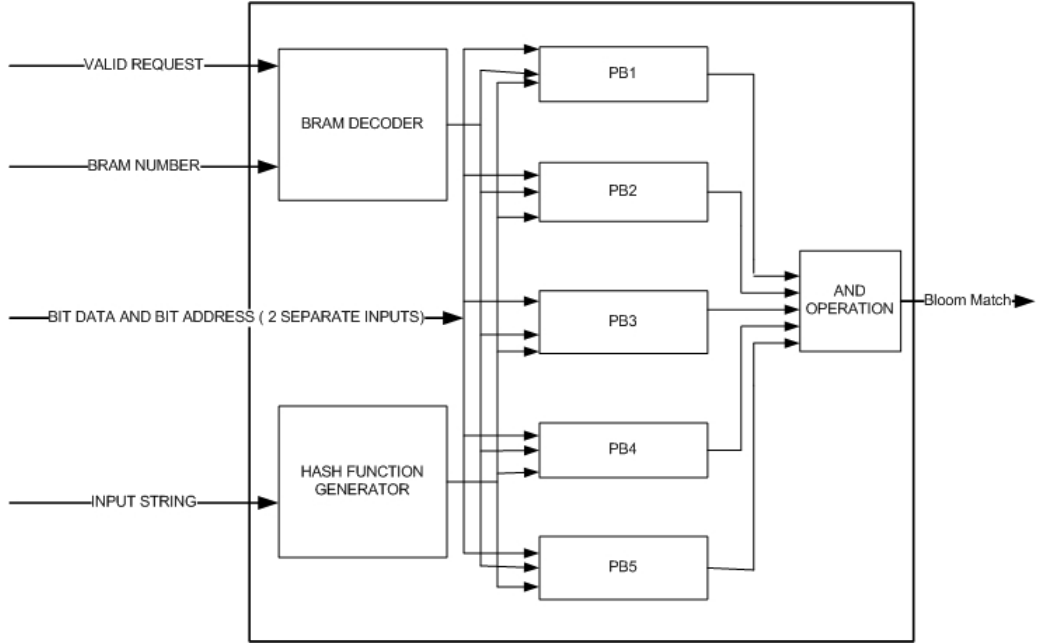 VALID REQUEST
BRAM DECODER
BRAM NUMBER
BIT DATA AND BIT ADDRESS ( 2 SEPARATE INPUTS)
HASH FUNCTION
GENERATOR
INPUT STRING
PB1
PB2
PB3
PB4
PB5
AND
OPERATION
Bloom Match